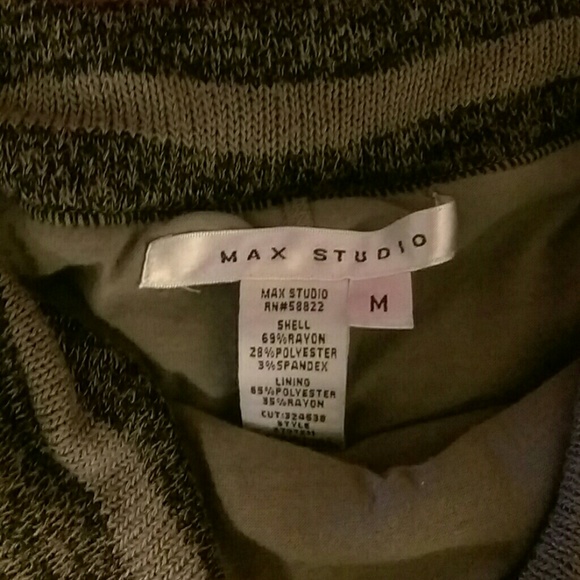 MAX STUDIO
M
MAX STUDIO
RN#58822
SHELL
69%RAYON
28%POLYESTER
3%SPANDEX
LINING
65%POLYESTER
35%RAYON
CUT:324538
STYLE